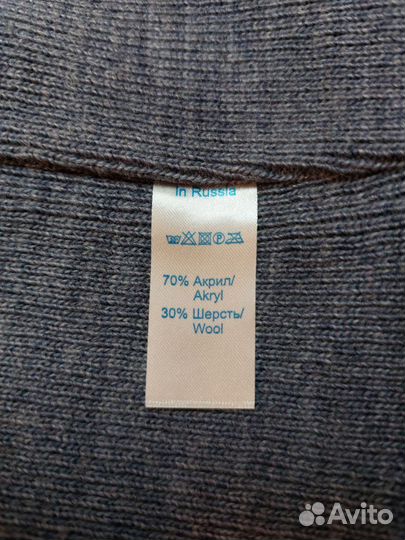 In Russia
70% Акрил/
Akryl
30% Шерсть/
Wool
Avito